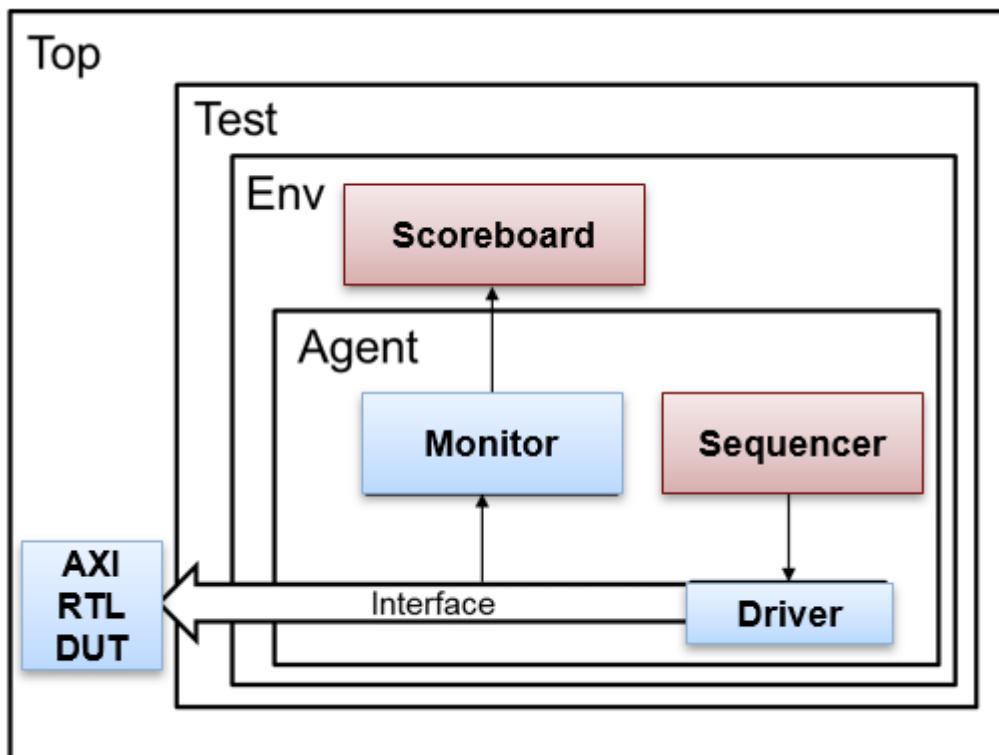 Top
Test
Env
Scoreboard
Agent
Monitor
Sequencer
AXI
RTL
DUT
Interface
Driver